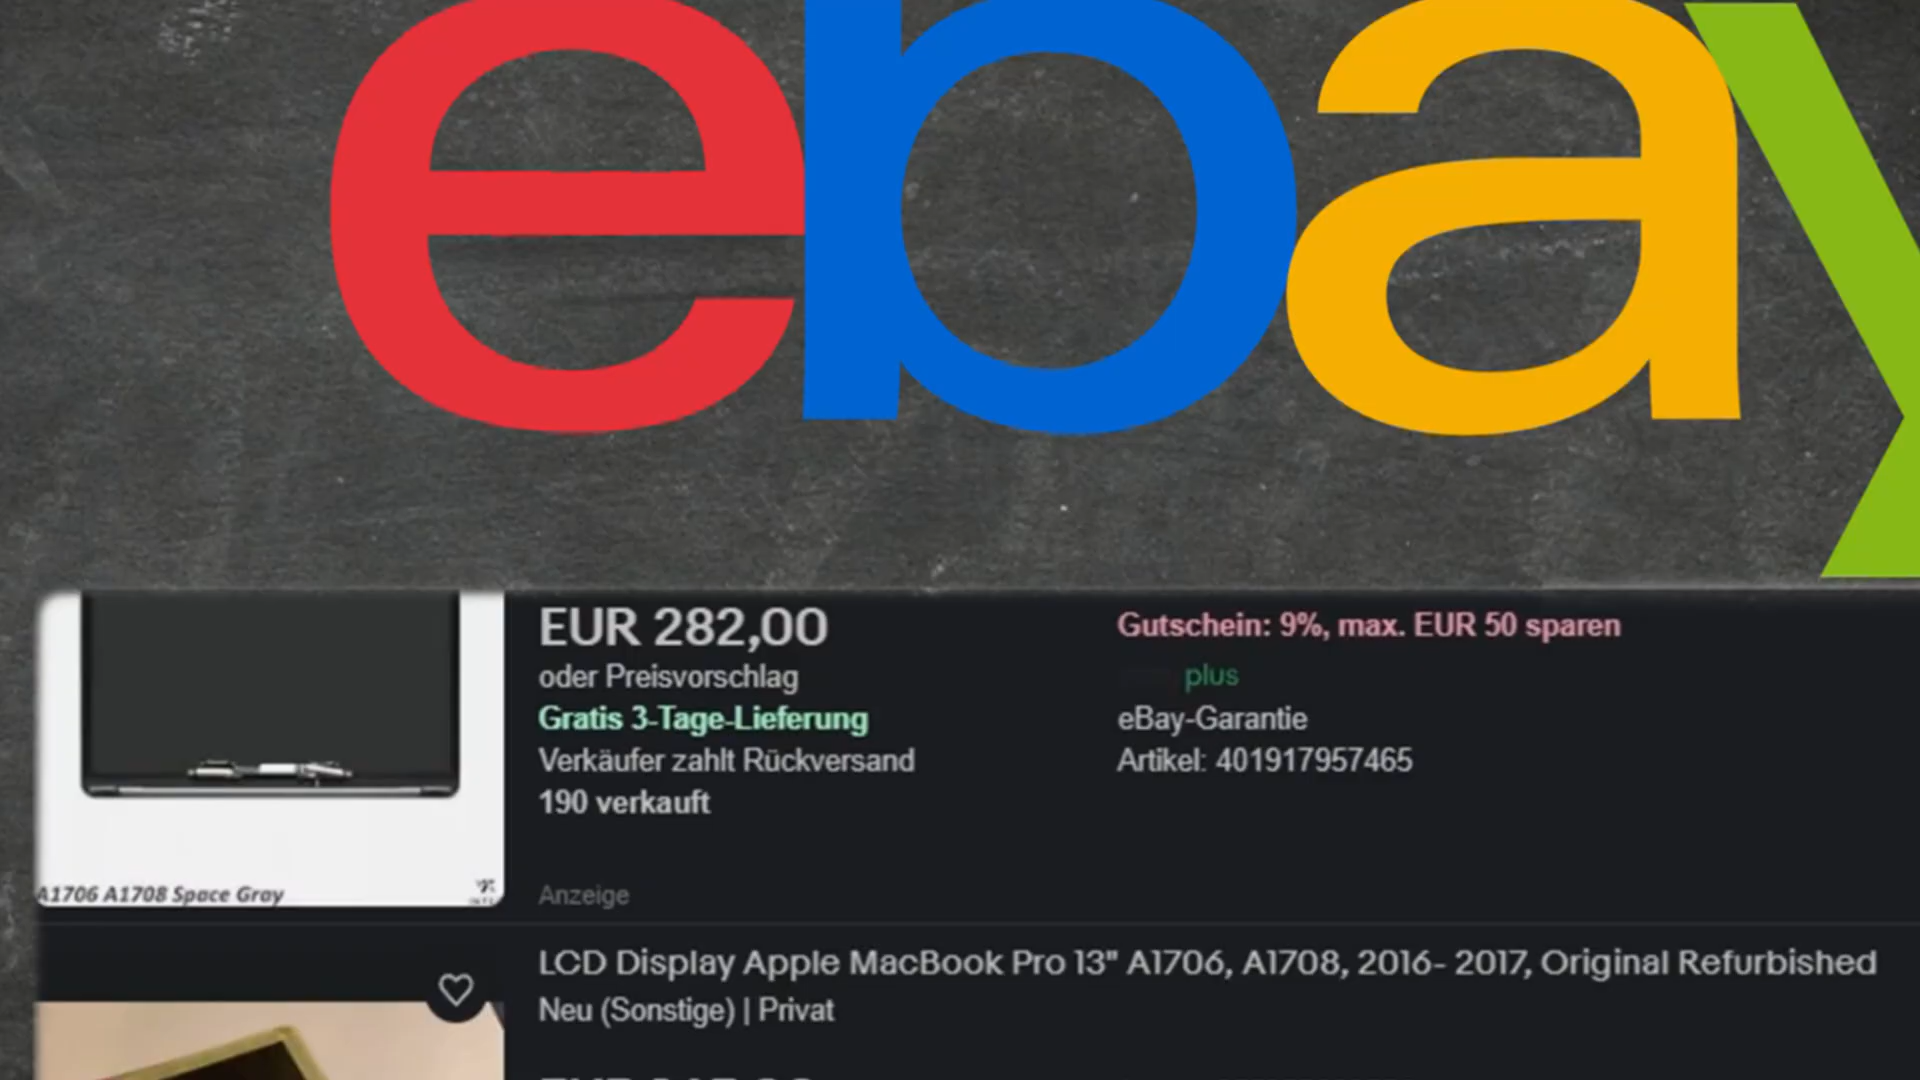 ebay
EUR 282,00
oder Preisvorschlag
Gratis 3-Tage-Lieferung
Verkäufer zahlt Rückversand
190 verkauft
Anzeige
Gutschein: 9%, max. EUR 50 sparen
plus
eBay-Garantie
Artikel: 401917957465
A1706 A1708 Space Gray
LCD Display Apple MacBook Pro 13" A1706, A1708, 2016- 2017, Original Refurbished
Neu (Sonstige) | Privat